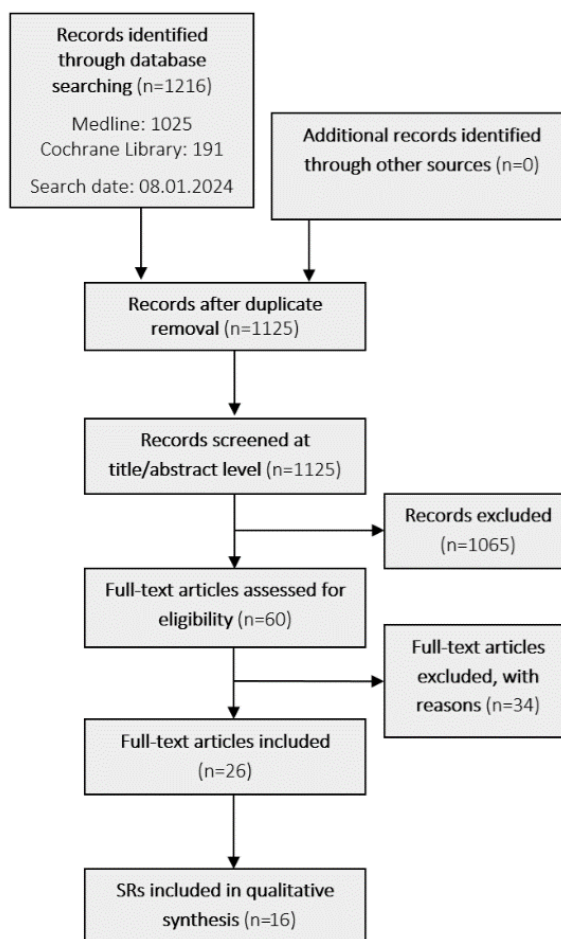 Records identified
through database
searching (n=1216)
Medline: 1025
Cochrane Library: 191
Search date: 08.01.2024
Additional records identified
through other sources (n=0)
Records after duplicate
removal (n=1125)
Records screened at
title/abstract level (n=1125)
Records excluded
(n=1065)
Full-text articles assessed for
eligibility (n=60)
Full-text articles
excluded, with
reasons (n=34)
Full-text articles included
(n=26)
SRs included in qualitative
synthesis (n=16)